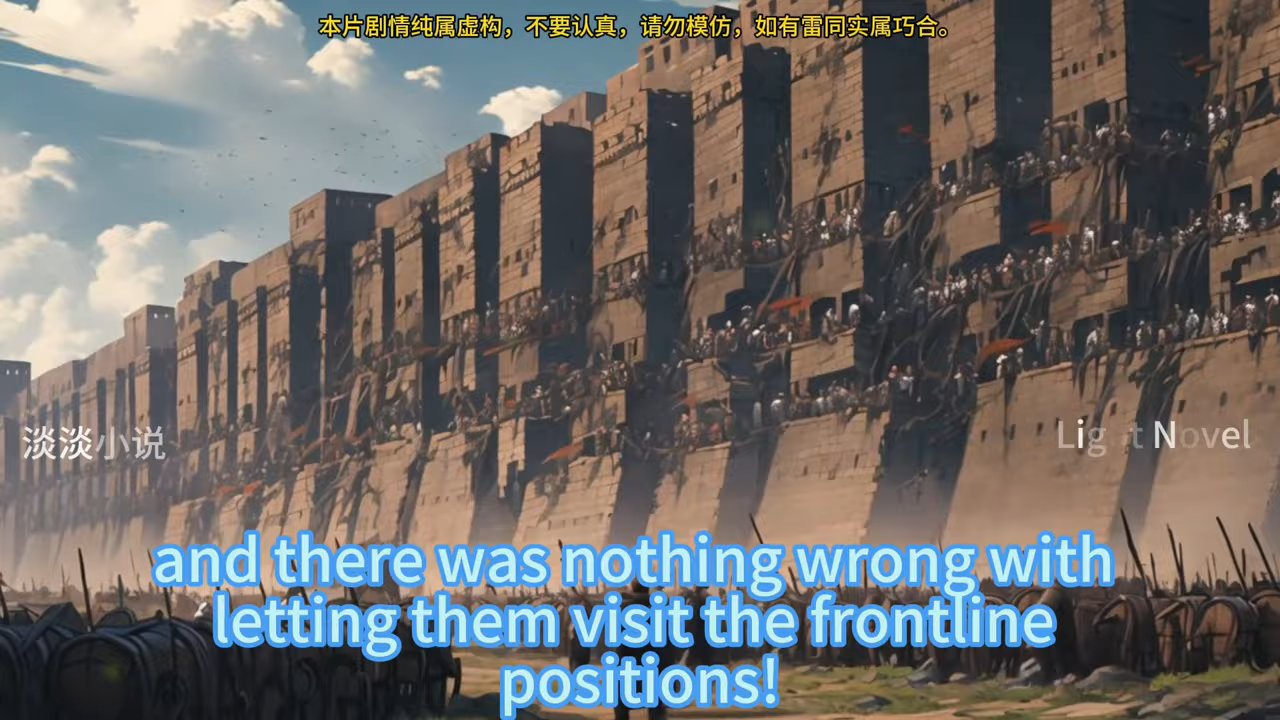 本片剧情纯属虚构，不要认真，请勿模仿，如有雷同实属巧合。
淡淡小说
Light Novel
and there was nothing wrong with
letting them visit the frontline
positions!